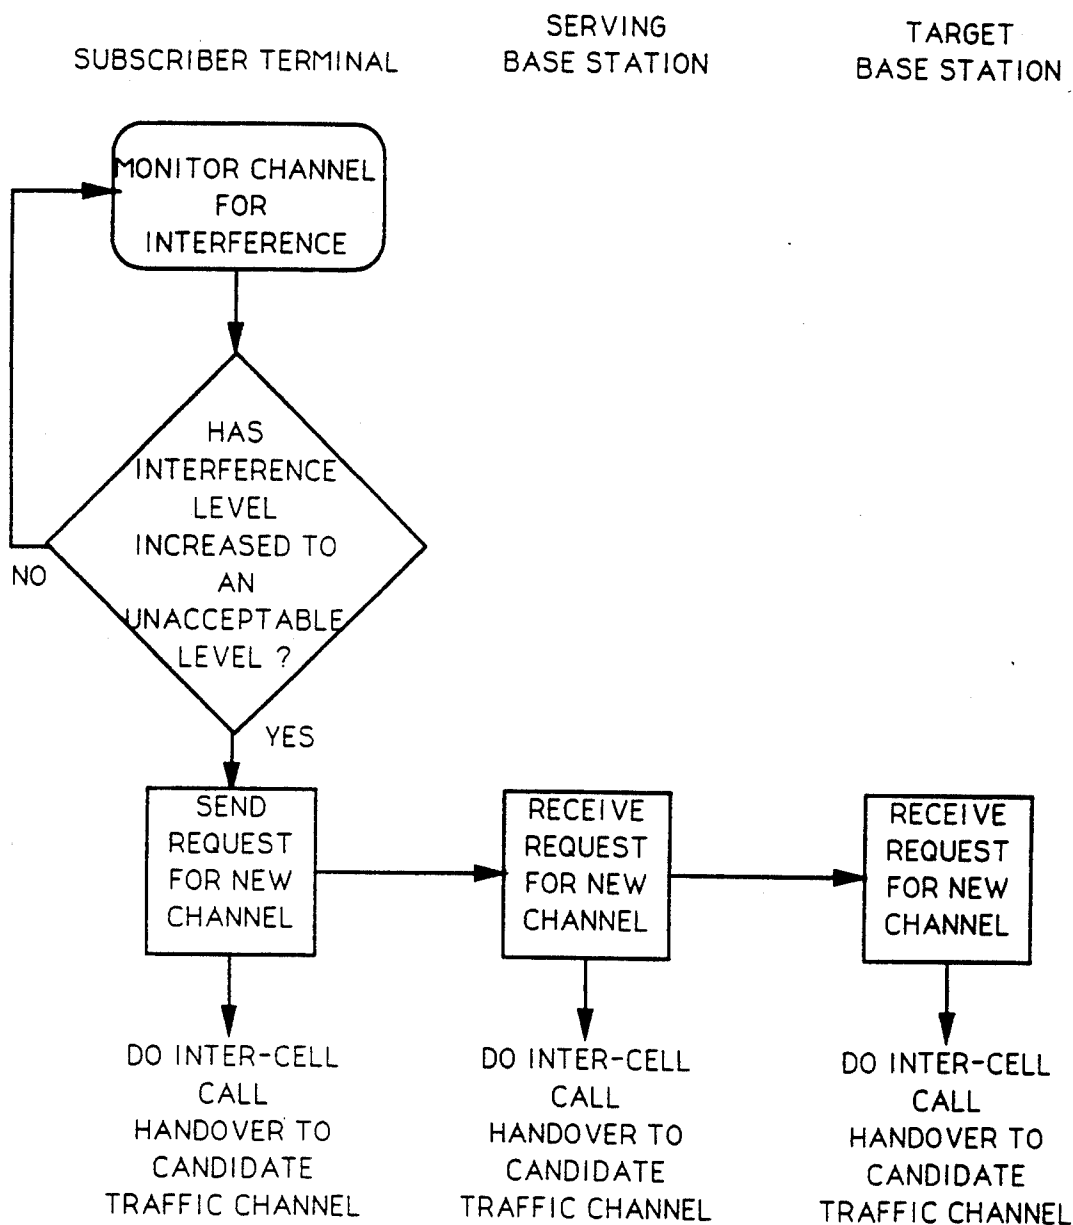 SUBSCRIBER TERMINAL
SERVING
BASE STATION
TARGET
BASE STATION
MONITOR CHANNEL
FOR
INTERFERENCE
HAS
INTERFERENCE
LEVEL
INCREASED TO
AN
UNACCEPTABLE
LEVEL ?
NO
YES
SEND
REQUEST
FOR NEW
CHANNEL
RECEIVE
REQUEST
FOR NEW
CHANNEL
RECEIVE
REQUEST
FOR NEW
CHANNEL
DO INTER-CELL
CALL
HANDOVER TO
CANDIDATE
TRAFFIC CHANNEL
DO INTER-CELL
CALL
HANDOVER TO
CANDIDATE
TRAFFIC CHANNEL
DO INTER-CELL
CALL
HANDOVER TO
CANDIDATE
TRAFFIC CHANNEL